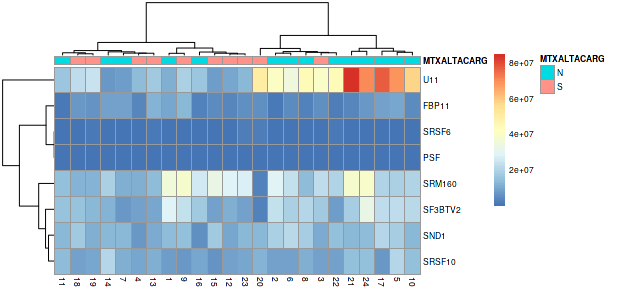 MTXALTACARG
U11
FBP11
SRSF6
PSF
SRM160
SF3BTV2
SND1
SRSF10
11 18 19 14 7 4 13 1 9 16 15 12 23 20 2 6 8 3 22 21 24 17 5 10
8e+07
6e+07
4e+07
2e+07
MTXALTACARG
N
S